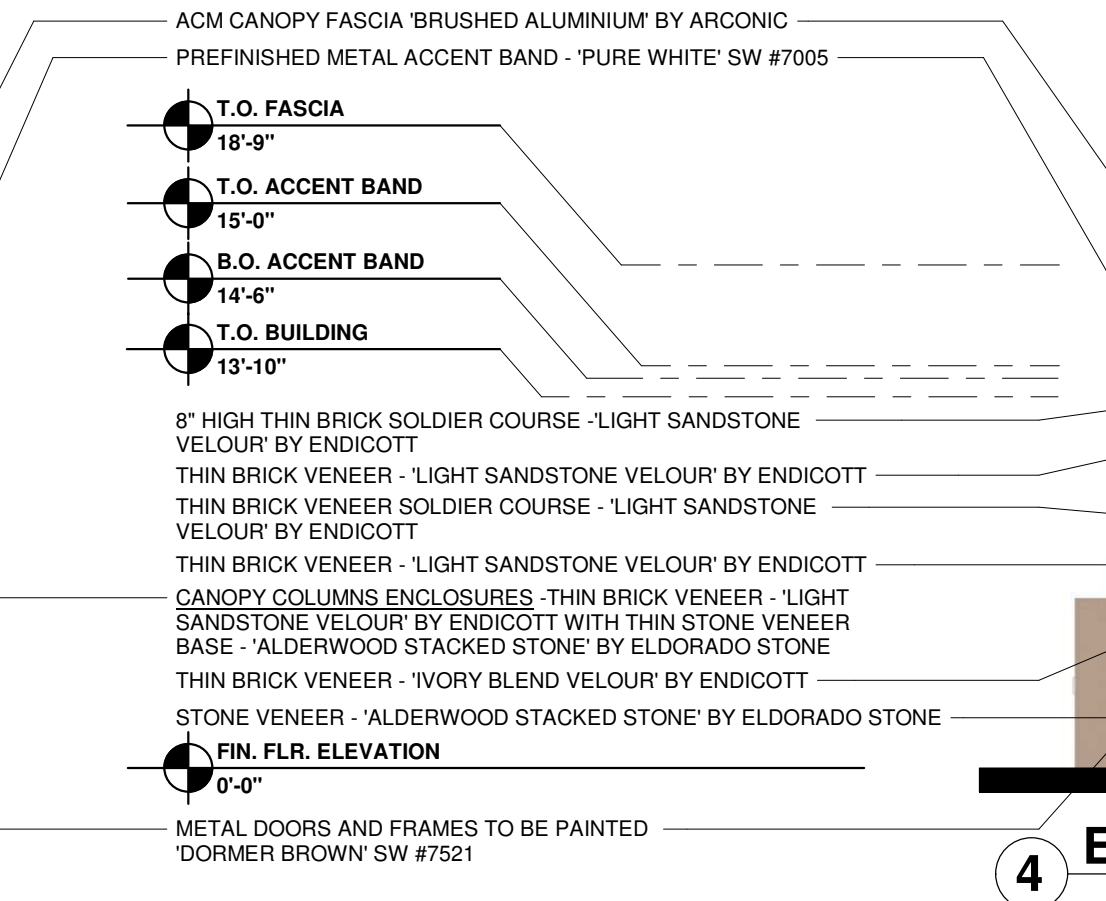 ACM CANOPY FASCIA 'BRUSHED ALUMINIUM' BY ARCONIC
PREFINISHED METAL ACCENT BAND - 'PURE WHITE' SW #7005
T.O. FASCIA
18'-9"
T.O. ACCENT BAND
15'-0"
B.O. ACCENT BAND
14'-6"
T.O. BUILDING
13'-10"
8" HIGH THIN BRICK SOLDIER COURSE -'LIGHT SANDSTONE
VELOUR' BY ENDICOTT
THIN BRICK VENEER - 'LIGHT SANDSTONE VELOUR' BY ENDICOTT
THIN BRICK VENEER SOLDIER COURSE - 'LIGHT SANDSTONE
VELOUR' BY ENDICOTT
THIN BRICK VENEER - 'LIGHT SANDSTONE VELOUR' BY ENDICOTT
CANOPY COLUMNS ENCLOSURES -THIN BRICK VENEER - 'LIGHT
SANDSTONE VELOUR' BY ENDICOTT WITH THIN STONE VENEER
BASE - 'ALDERWOOD STACKED STONE' BY ELDORADO STONE
THIN BRICK VENEER - 'IVORY BLEND VELOUR' BY ENDICOTT
STONE VENEER - 'ALDERWOOD STACKED STONE' BY ELDORADO STONE
FIN. FLR. ELEVATION
0'-0"
METAL DOORS AND FRAMES TO BE PAINTED
'DORMER BROWN' SW #7521
4